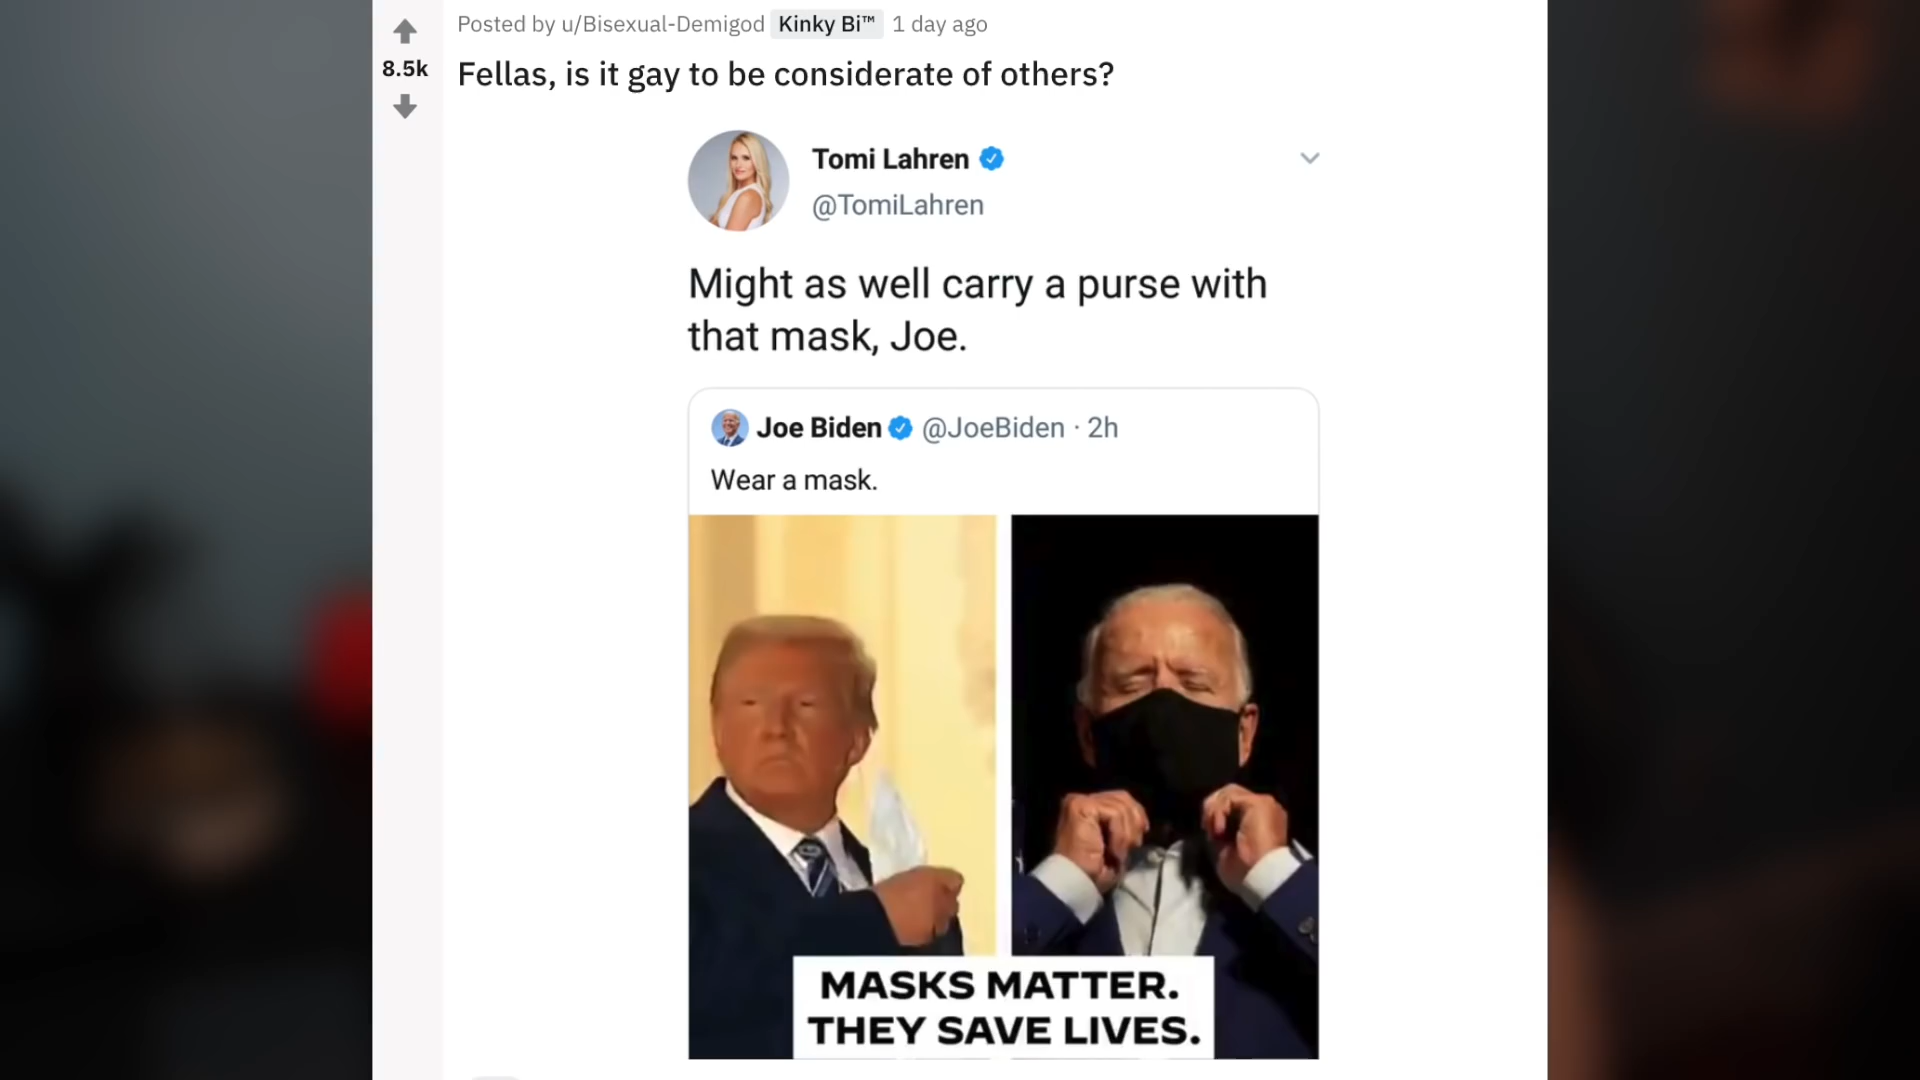 Posted by u/Bisexual-Demigod Kinky Bi™ 1 day ago
8.5k
Fellas, is it gay to be considerate of others?
Tomi Lahren
@TomiLahren
Might as well carry a purse with
that mask, Joe.
Joe Biden @JoeBiden · 2h
Wear a mask.
MASKS MATTER.
THEY SAVE LIVES.